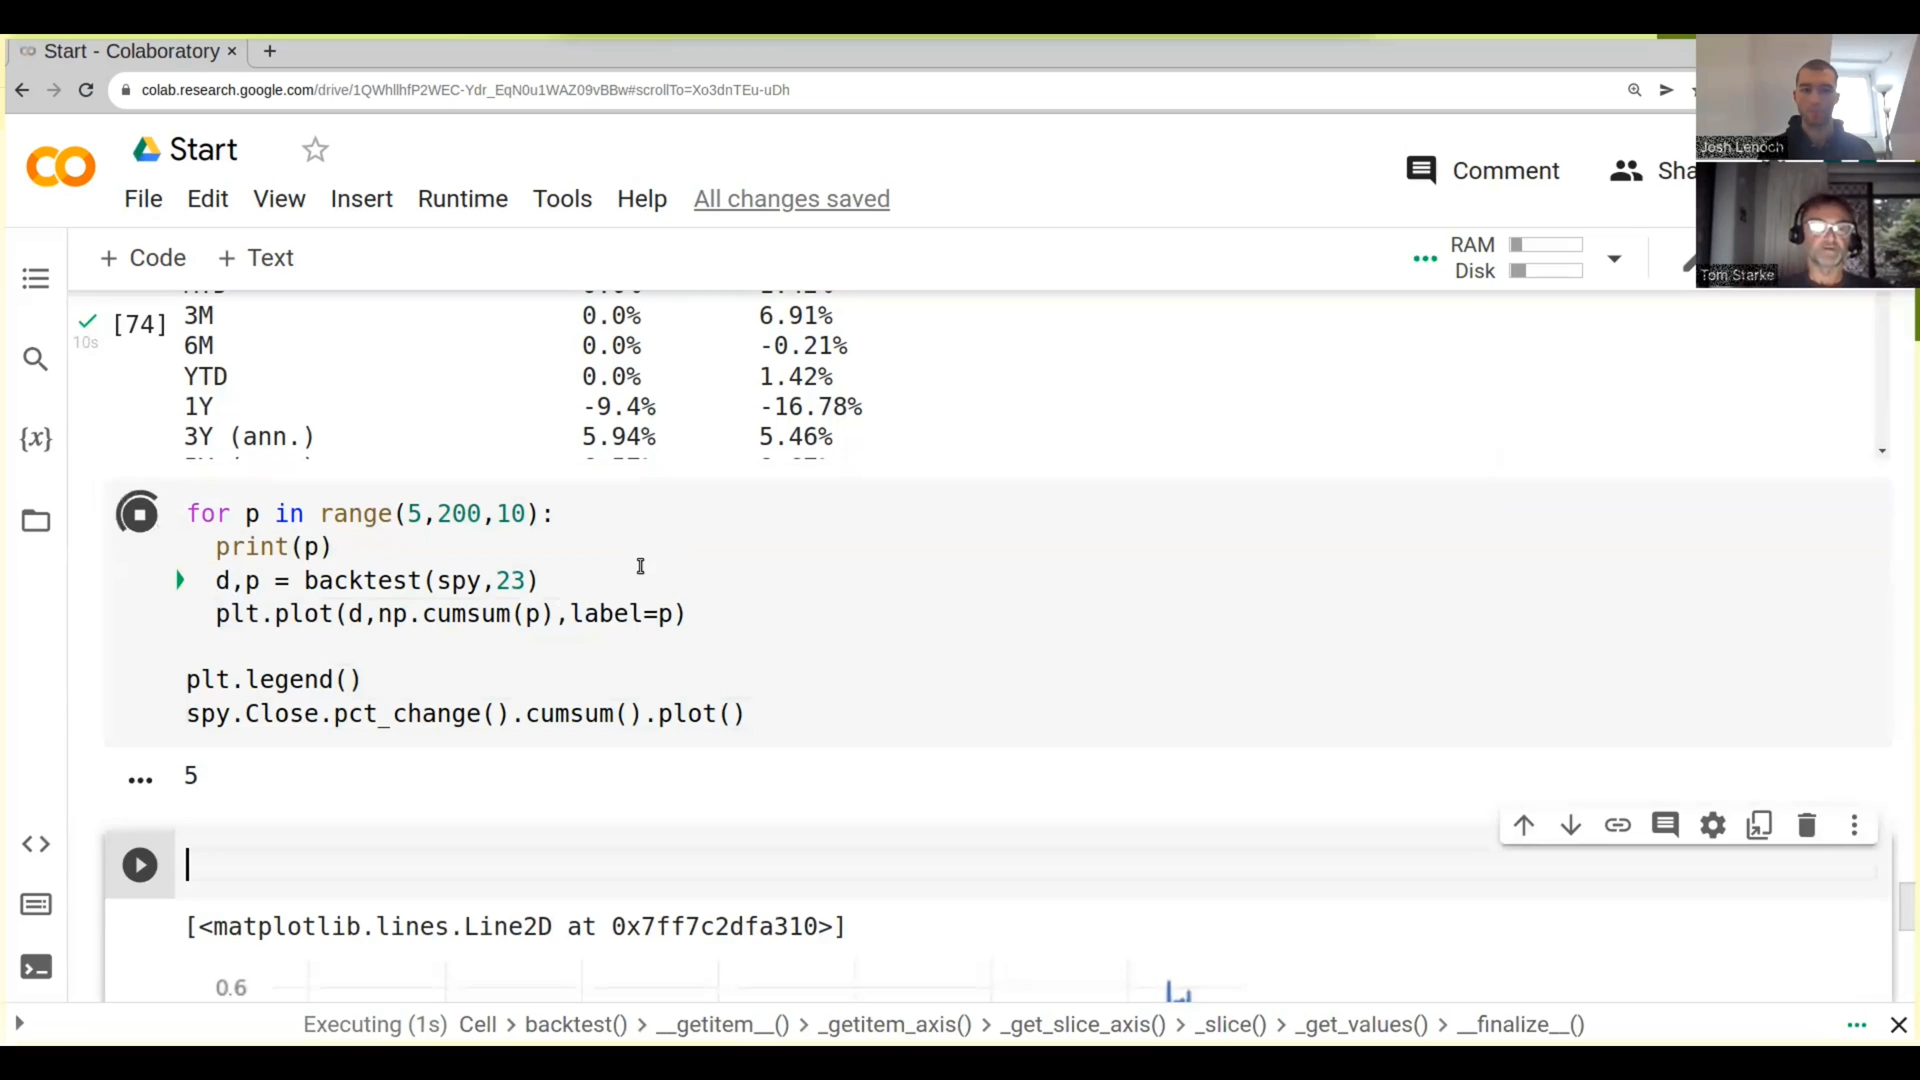 Start - Colaboratory
colab.research.google.com/drive/1QWhllhfP2WEC-Ydr_EqN0u1WAZ09vBBw#scrollTo=Xo3dnTEu-uDh
Start
File Edit View Insert Runtime Tools Help All changes saved
Comment
Sha
Josh Lenoch
Tom Starke
+ Code + Text
RAM
Disk
[74]
10s
3M 0.0% 6.91%
6M 0.0% -0.21%
YTD 0.0% 1.42%
1Y -9.4% -16.78%
3Y (ann.) 5.94% 5.46%
for p in range(5,200,10):
print(p)
d,p = backtest(spy,23)
plt.plot(d,np.cumsum(p),label=p)
plt.legend()
spy.Close.pct_change().cumsum().plot()
... 5
[<matplotlib.lines.Line2D at 0x7ff7c2dfa310>]
0.6
Executing (1s) Cell > backtest() > __getitem__() > _getitem_axis() > _get_slice_axis() > _slice() > _get_values() > __finalize__()